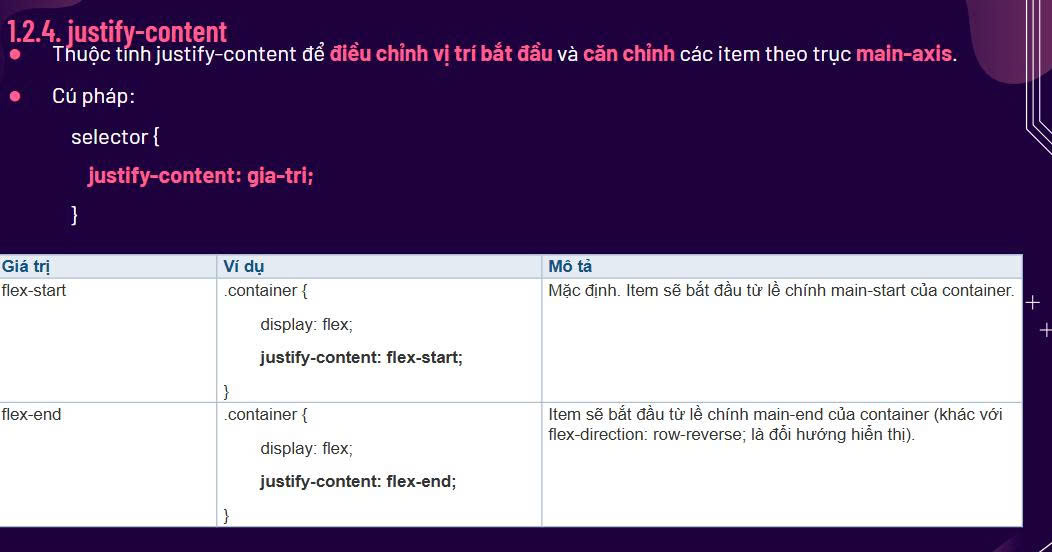 1.2.4. justify-content
Thuộc tính justify-content để điều chỉnh vị trí bắt đầu và căn chỉnh các item theo trục main-axis.
Cú pháp:
selector {
justify-content: gia-tri;
}
Giá trị
Ví dụ
Mô tả
flex-start
.container {
display: flex;
justify-content: flex-start;
}
Mặc định. Item sẽ bắt đầu từ lề chính main-start của container.
flex-end
.container {
display: flex;
justify-content: flex-end;
}
Item sẽ bắt đầu từ lề chính main-end của container (khác với
flex-direction: row-reverse; là đổi hướng hiển thị).